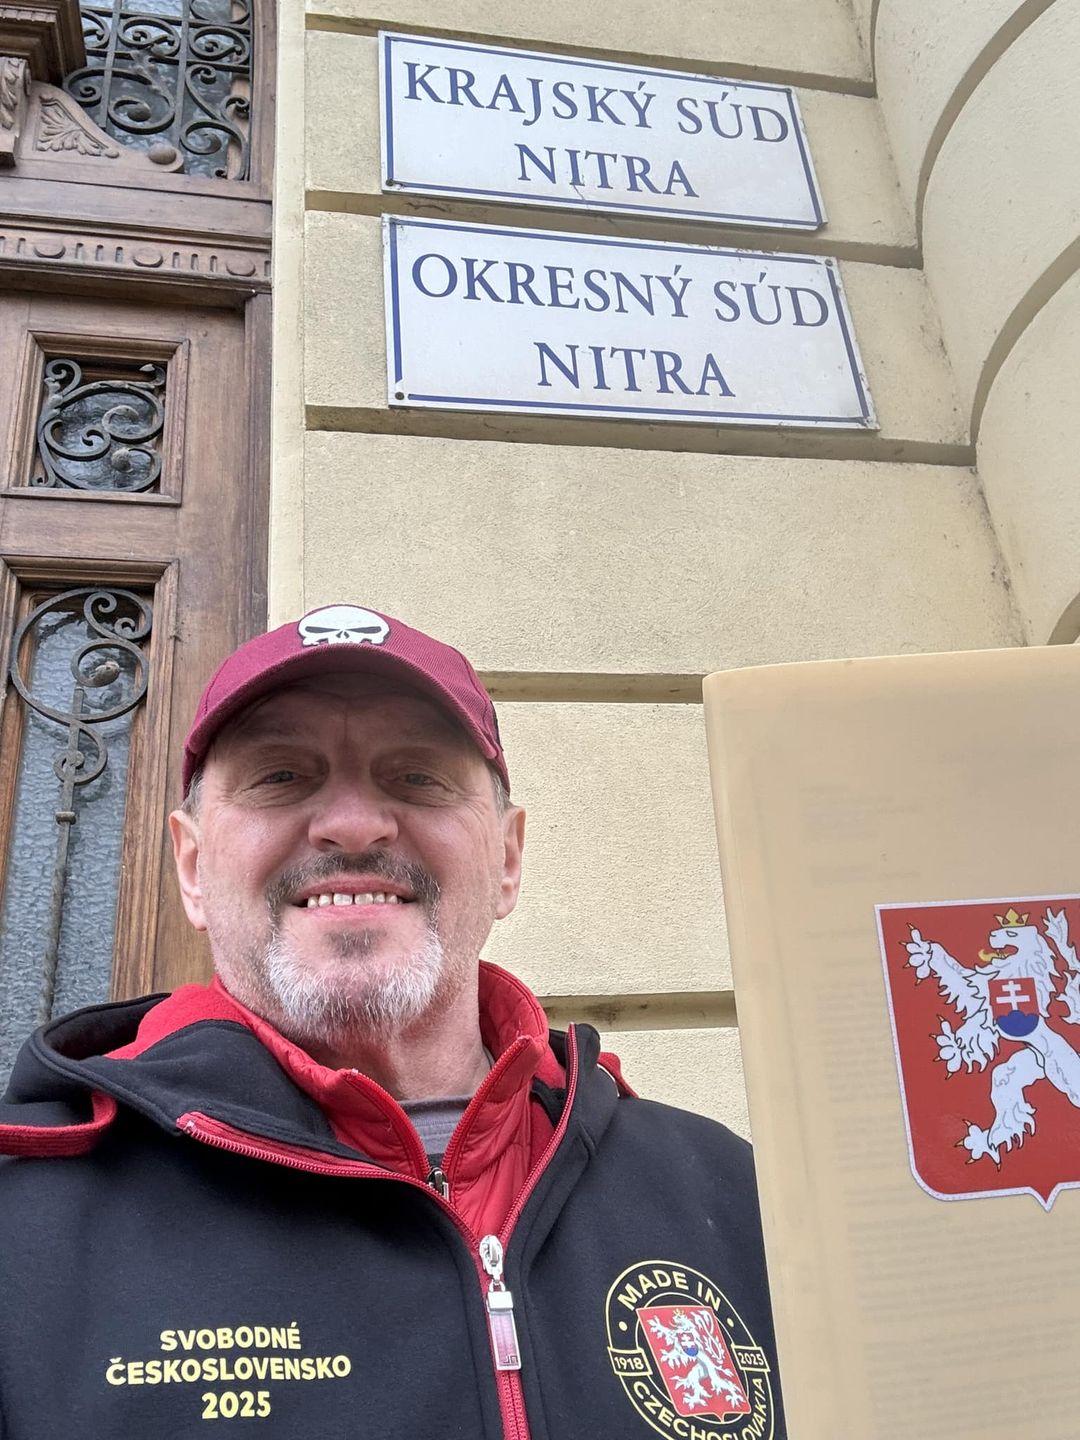 KRAJSKÝ SÚD
NITRA
OKRESNÝ SÚD
NITRA
SVOBODNÉ
ČESKOSLOVENSKO
2025
MADE IN
1918 2025
CZECHOSLOVAKIA